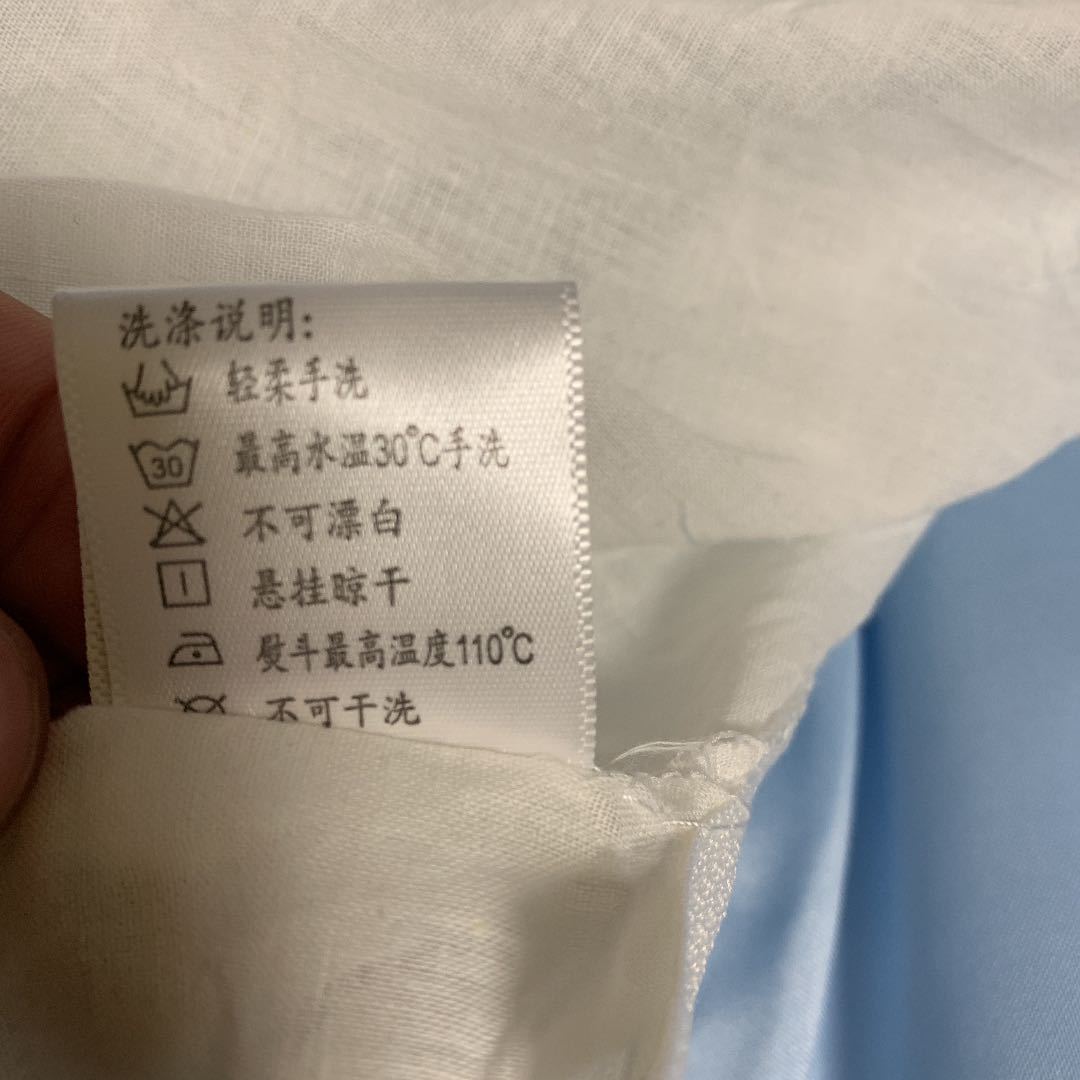 洗涤说明:
轻柔手洗
30 最高水温30℃手洗
不可漂白
悬挂晾干
熨斗最高温度110℃
不可干洗